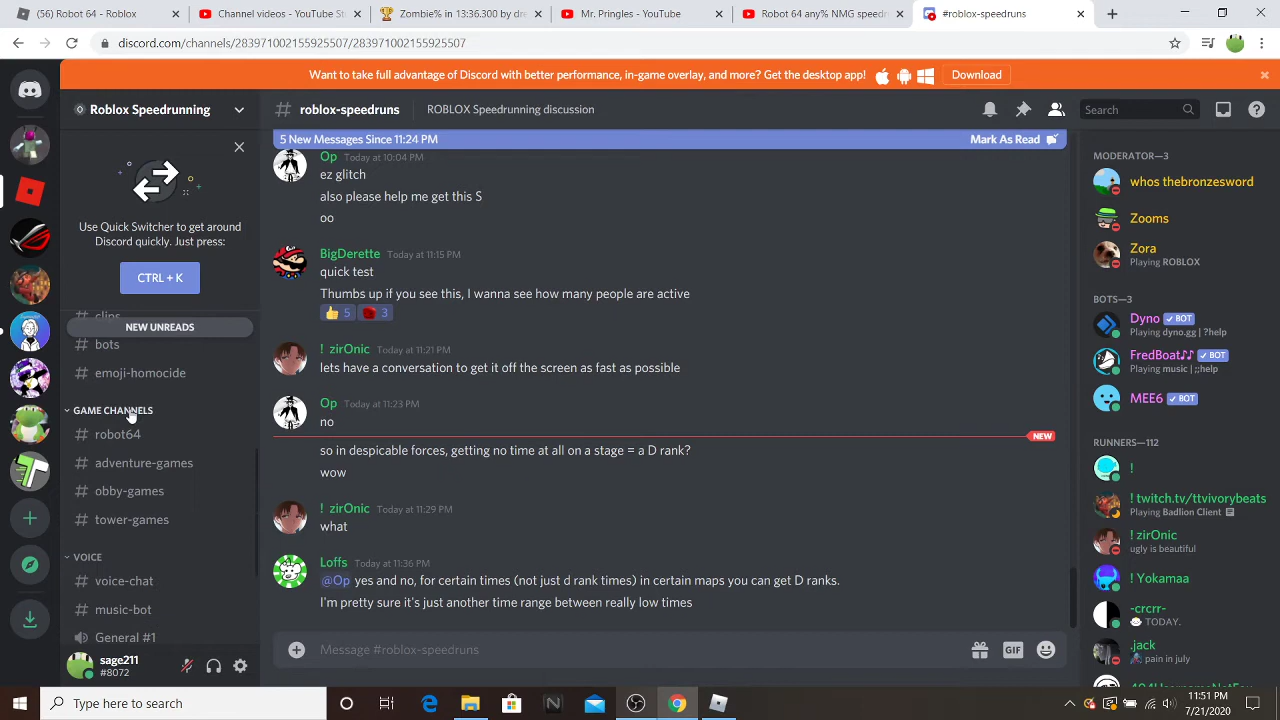 (5) Robot 64 - YouTube
Channel videos - YouTube St
Zombie% in 13:36.300 by dre
Mr. Pringles - YouTube
Robot 64 any% NMG speedr
#roblox-speedruns
discord.com/channels/283971002155925507/283971002155925507
Want to take full advantage of Discord with better performance, in-game overlay, and more? Get the desktop app!
Download
Roblox Speedrunning
roblox-speedruns
ROBLOX Speedrunning discussion
Search
5 New Messages Since 11:24 PM
Mark As Read
Use Quick Switcher to get around
Discord quickly. Just press:
CTRL + K
clips
NEW UNREADS
bots
emoji-homocide
GAME CHANNELS
robot64
adventure-games
obby-games
tower-games
VOICE
voice-chat
music-bot
General #1
sage211
#8072
Op Today at 10:04 PM
ez glitch
also please help me get this S
oo
BigDerette Today at 11:15 PM
quick test
Thumbs up if you see this, I wanna see how many people are active
5 3
! zirOnic Today at 11:21 PM
lets have a conversation to get it off the screen as fast as possible
Op Today at 11:23 PM
no
NEW
so in despicable forces, getting no time at all on a stage = a D rank?
wow
! zirOnic Today at 11:29 PM
what
Loffs Today at 11:36 PM
@Op yes and no, for certain times (not just d rank times) in certain maps you can get D ranks.
I'm pretty sure it's just another time range between really low times
Message #roblox-speedruns
GIF
MODERATOR—3
whos thebronzesword
Zooms
Zora
Playing ROBLOX
BOTS—3
Dyno BOT
Playing dyno.gg | ?help
FredBoat♪♪ BOT
Playing music | ;;help
MEE6 BOT
RUNNERS—112
!
! twitch.tv/ttvivorybeats
Playing Badlion Client
! zirOnic
ugly is beautiful
! Yokamaa
-crcrr-
TODAY.
.jack
pain in july
Type here to search
11:51 PM
7/21/2020